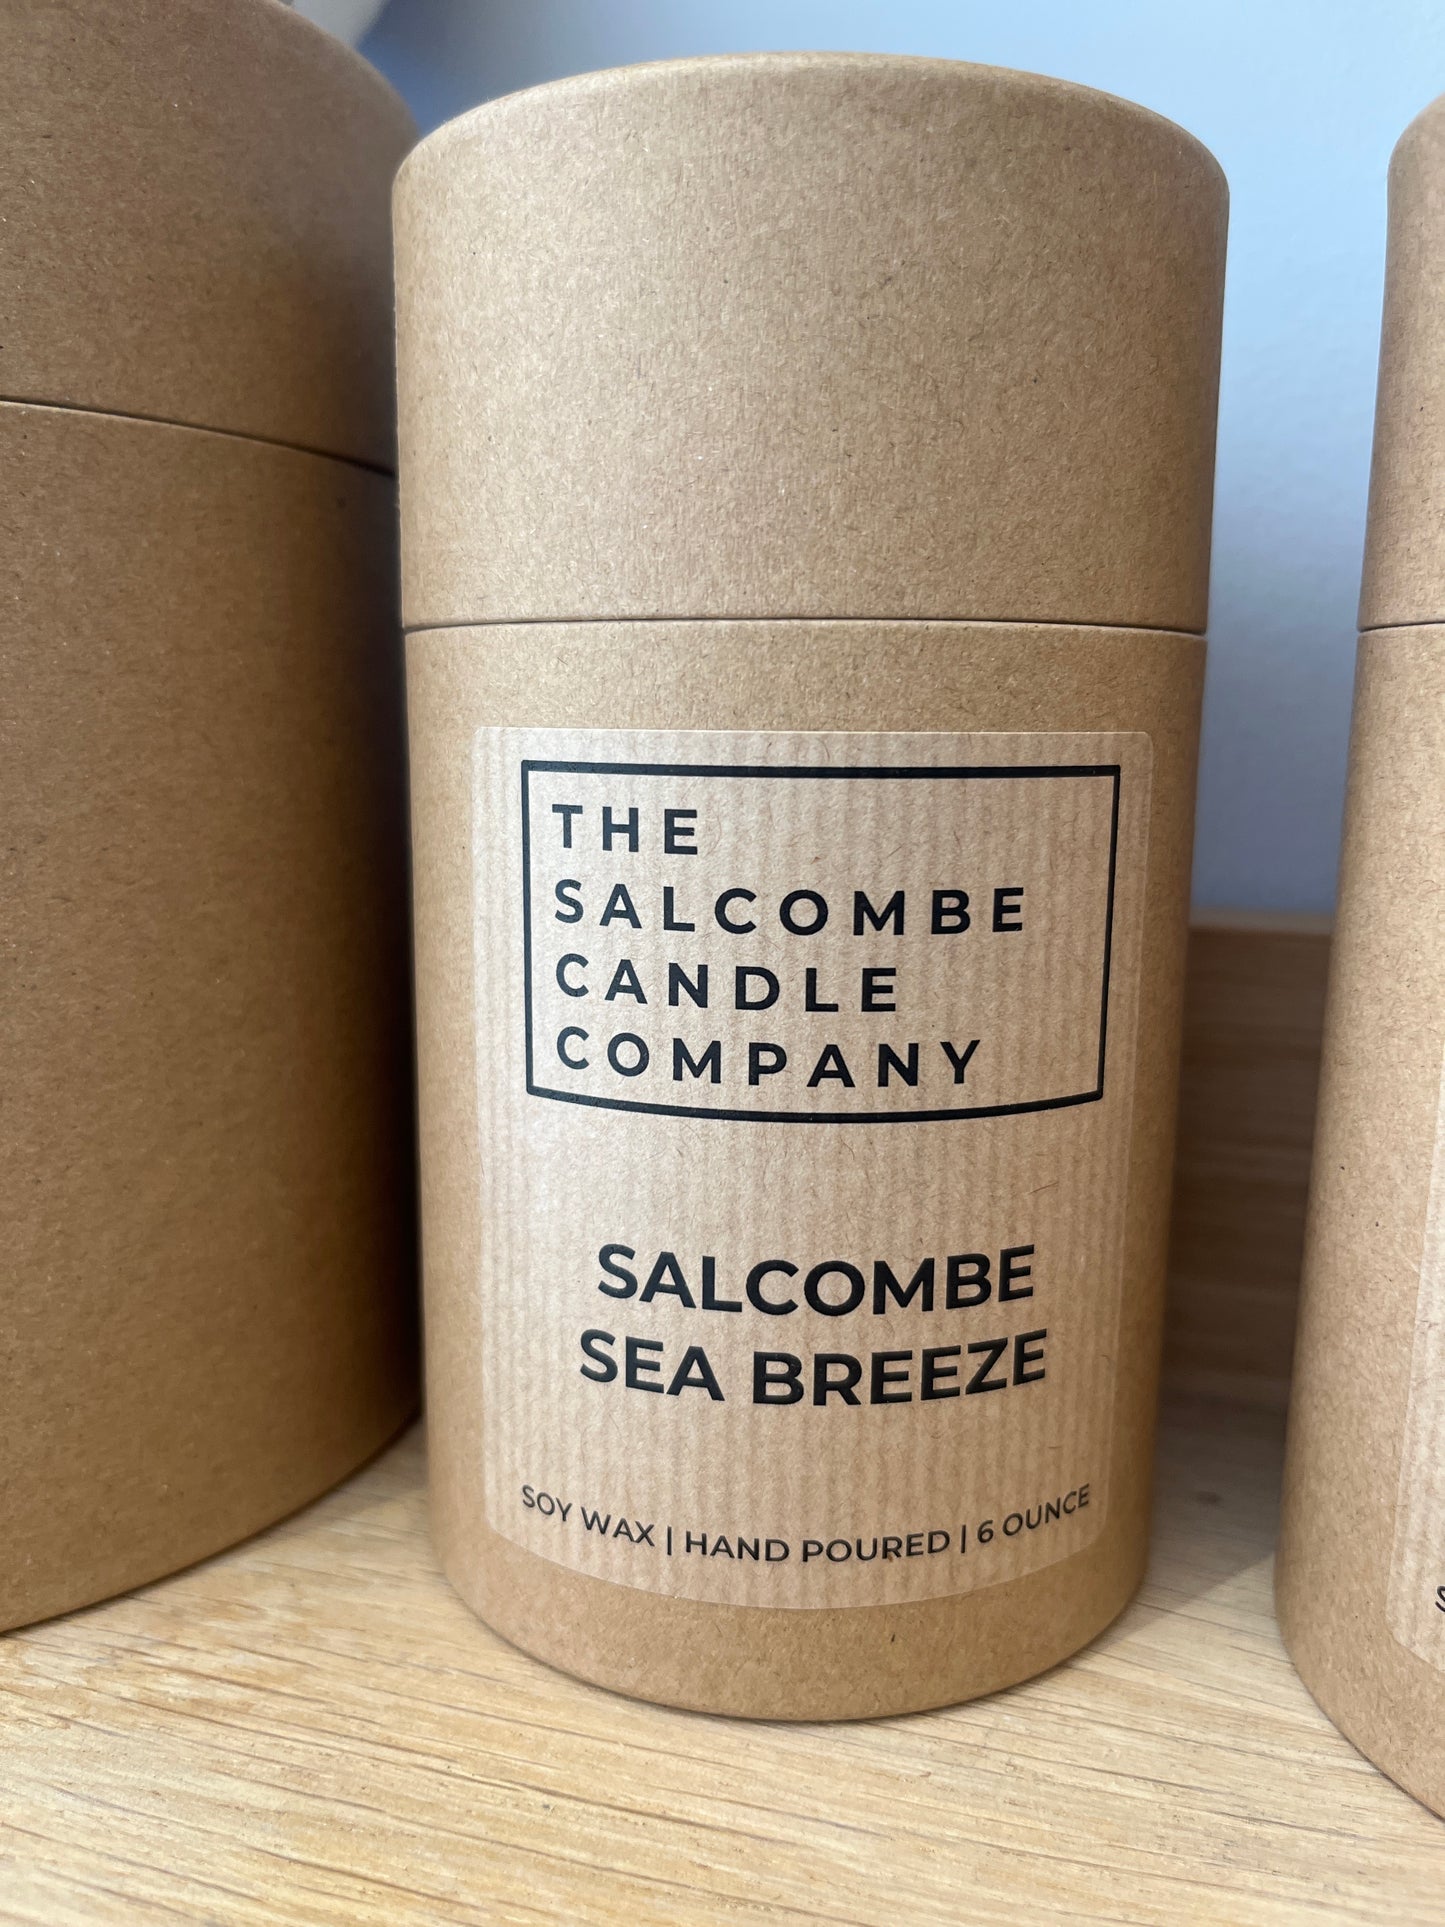 THE
SALCOMBE
CANDLE
COMPANY
SALCOMBE
SEA BREEZE
SOY WAX | HAND POURED | 6 OUNCE